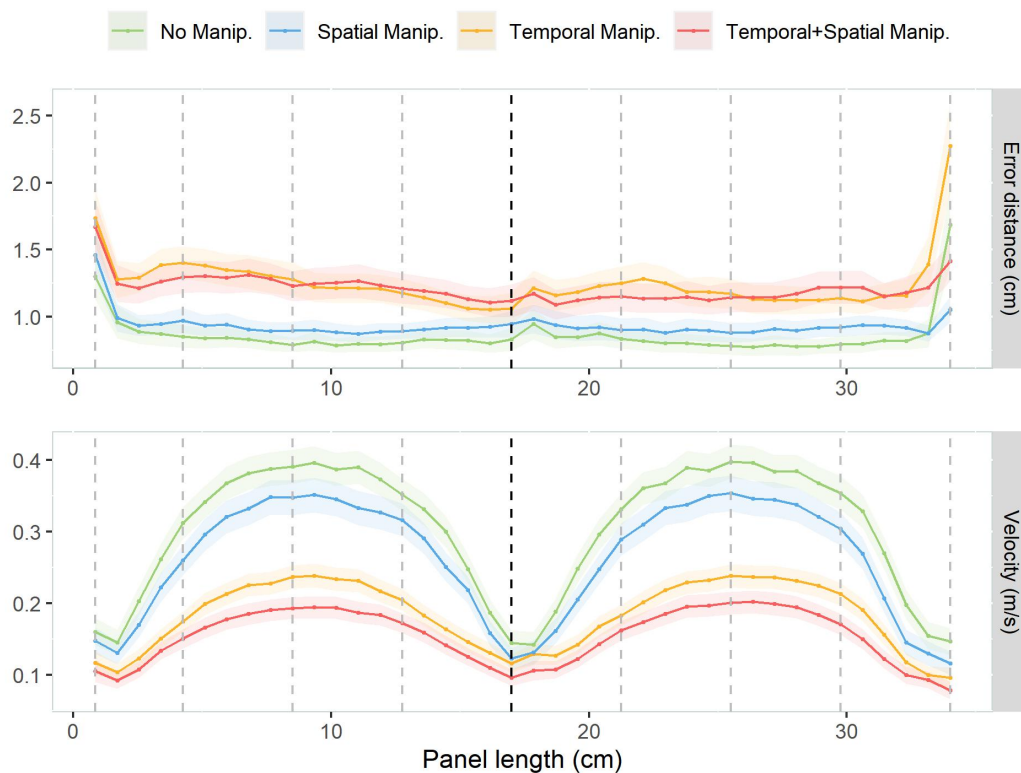 No Manip. Spatial Manip. Temporal Manip. Temporal+Spatial Manip.
2.5
2.0
1.5
1.0
Error distance (cm)
0 10 20 30
0.4
0.3
0.2
0.1
Velocity (m/s)
0 10 20 30
Panel length (cm)